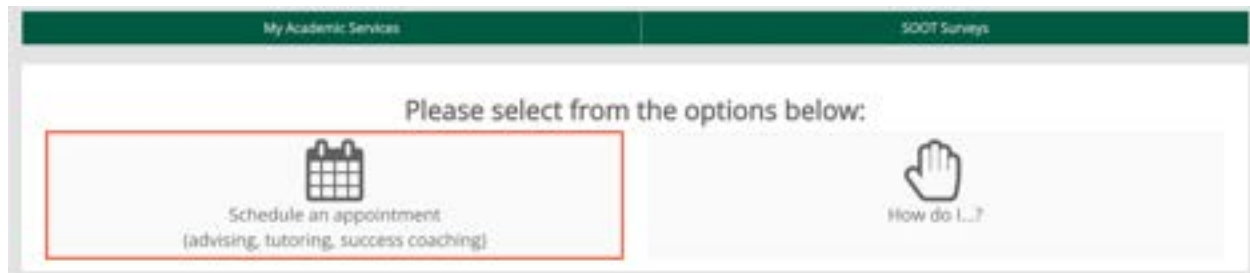 My Academic Services
SOOT Surveys
Please select from the options below:
Schedule an appointment
(advising, tutoring, success coaching)
How do I...?